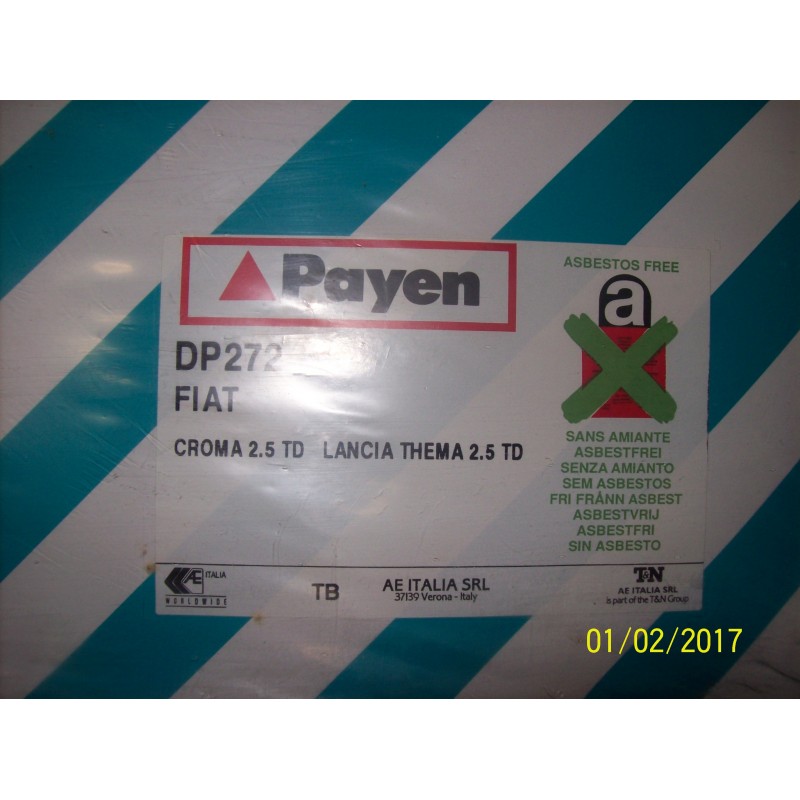 Payen
DP272
FIAT
CROMA 2.5 TD LANCIA THEMA 2.5 TD
ASBESTOS FREE
a
SANS AMIANTE
ASBESTFREI
SENZA AMIANTO
SEM ASBESTOS
FRI FRÅNN ASBEST
ASBESTVRIJ
ASBESTFRI
SIN ASBESTO
AE ITALIA
WORLDWIDE
TB
AE ITALIA SRL
37139 Verona - Italy
T&N
AE ITALIA SRL
is part of the T&N Group
01/02/2017